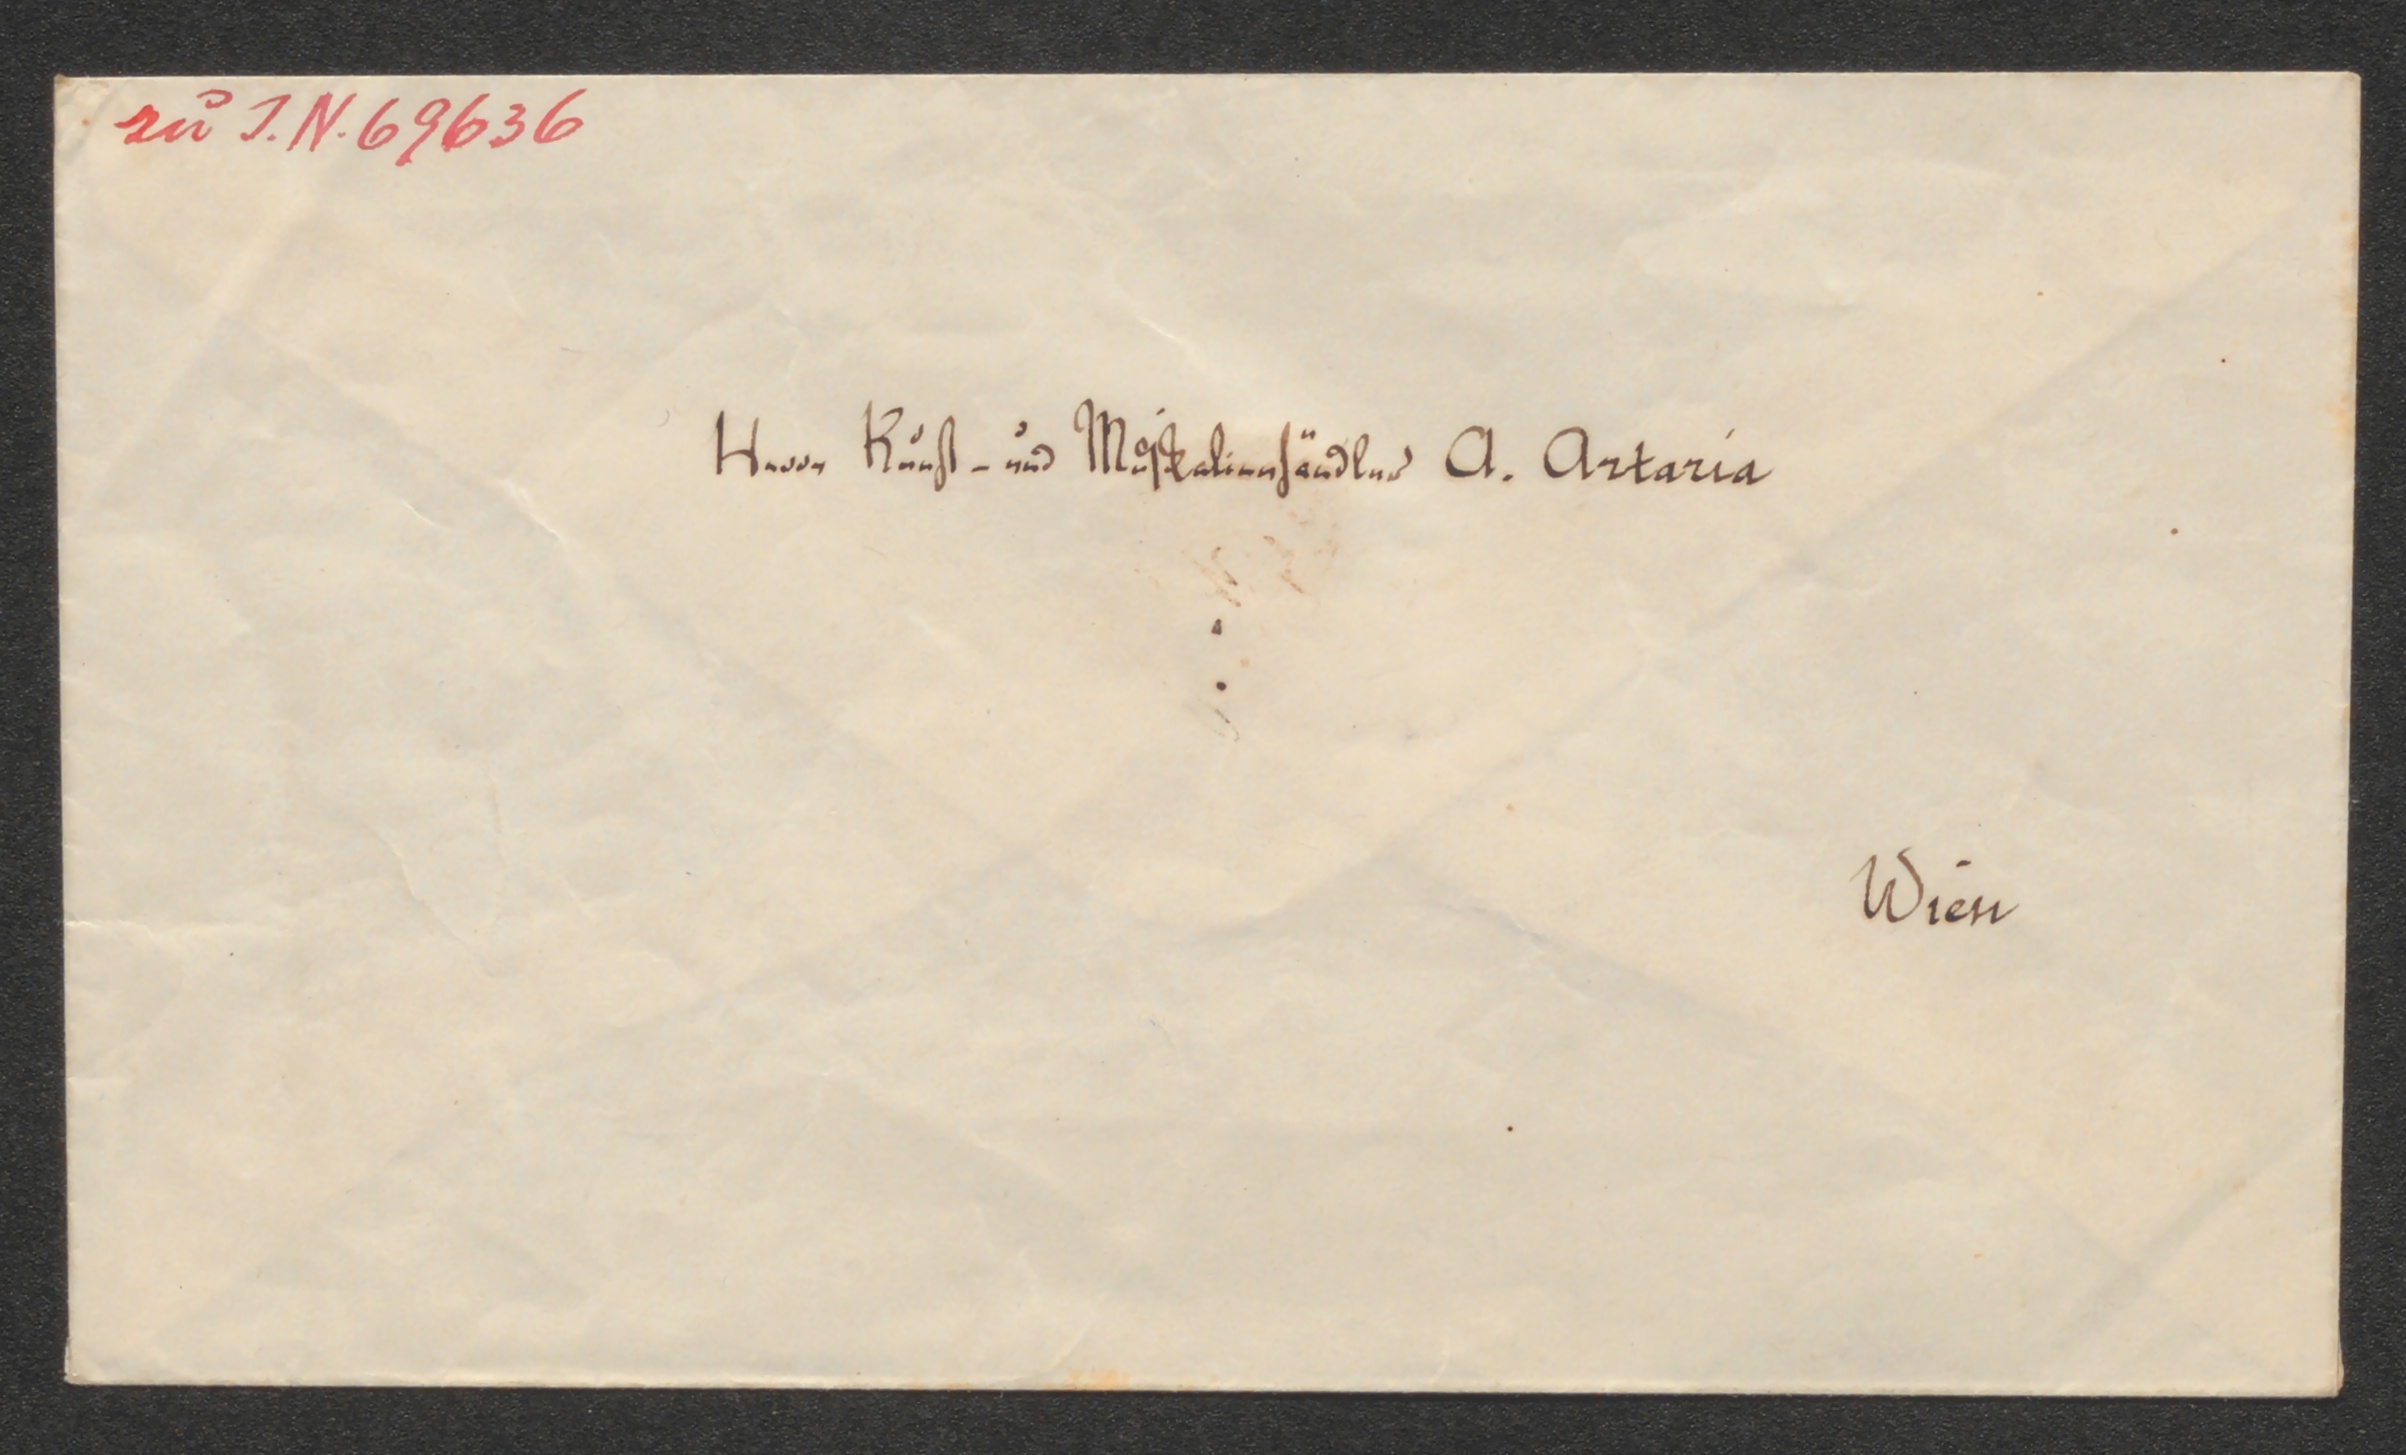 zu I.N. 69636
Herrn Kunst- und Musikalienhändler A. Artaria
Wien